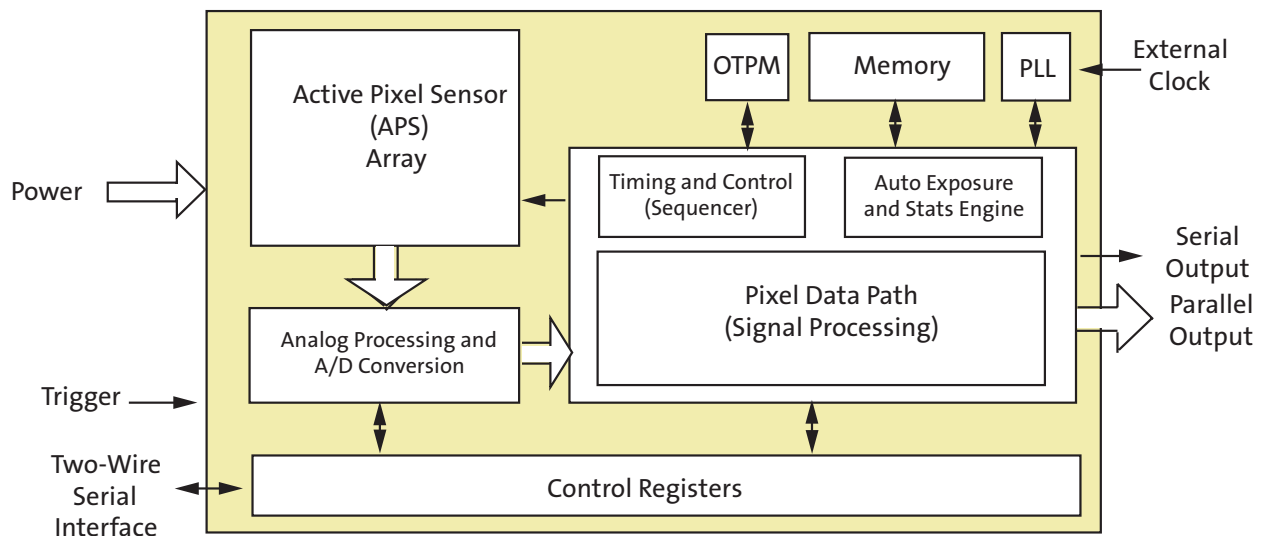 Active Pixel Sensor
(APS)
Array
OTPM
Memory
PLL
External
Clock
Power
Timing and Control
(Sequencer)
Auto Exposure
and Stats Engine
Serial
Output
Pixel Data Path
(Signal Processing)
Parallel
Output
Analog Processing and
A/D Conversion
Trigger
Two-Wire
Serial
Interface
Control Registers